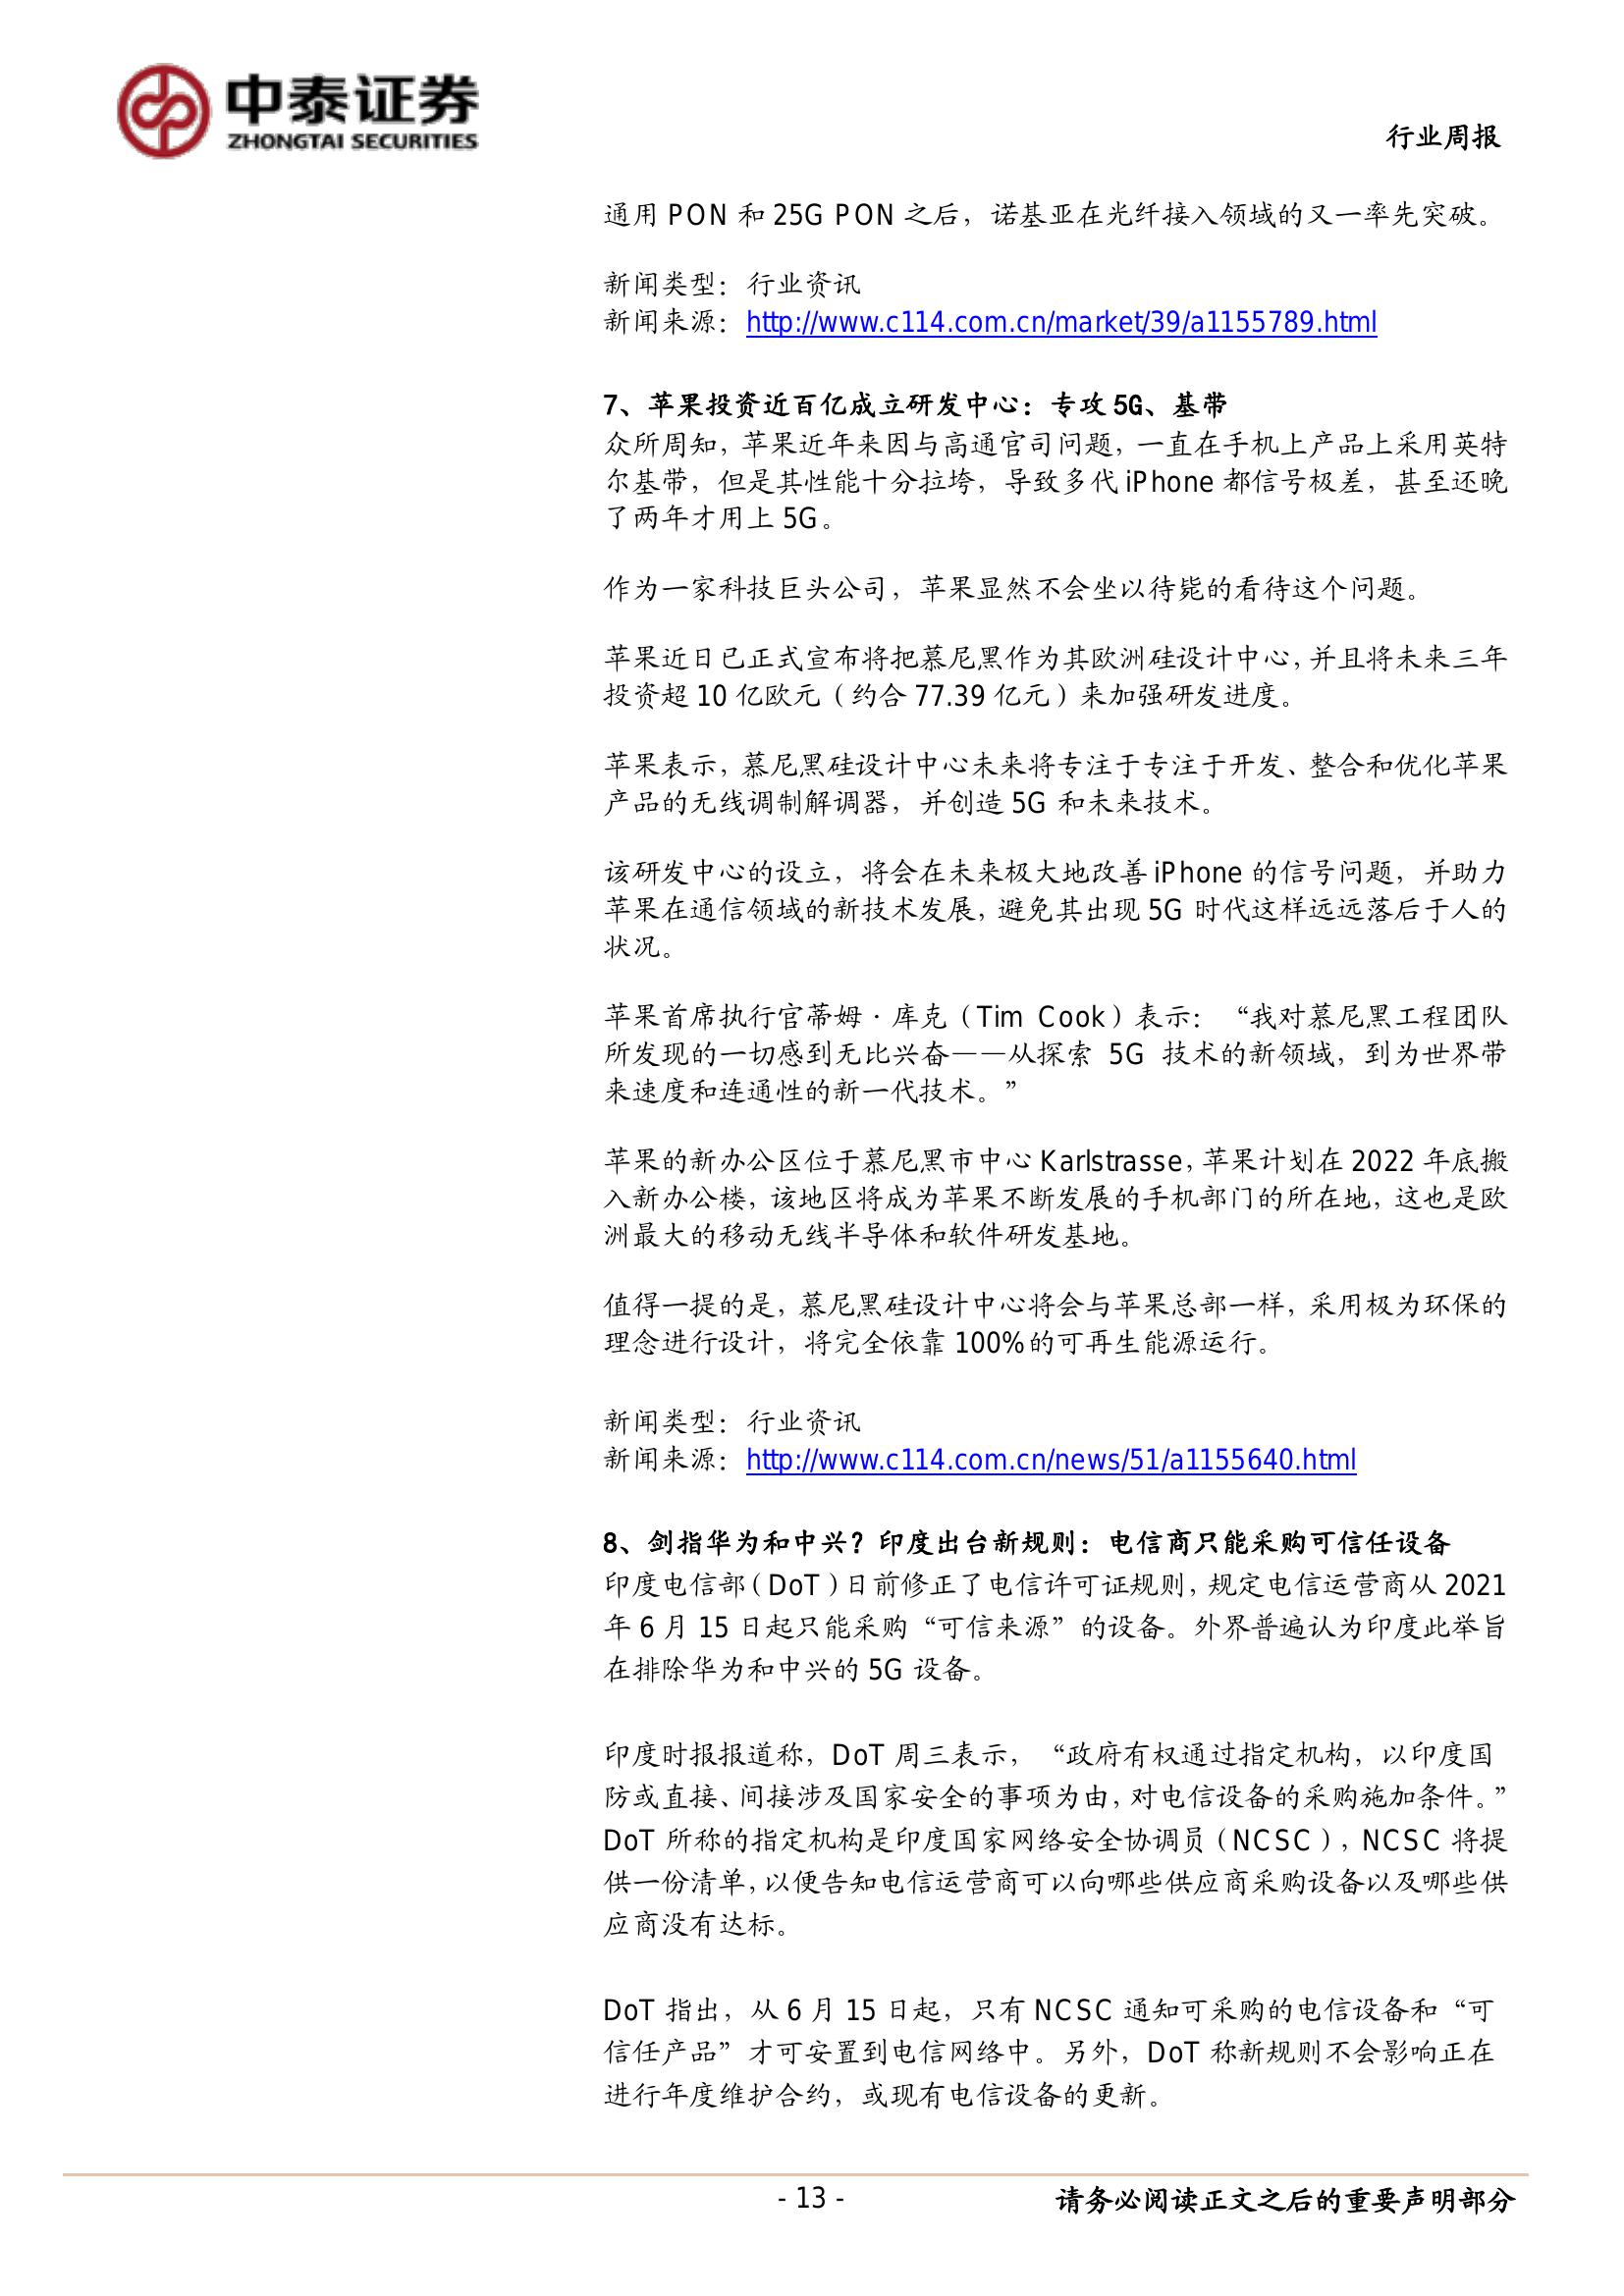 中泰证券
ZHONGTAI SECURITIES
行业周报
通用 PON 和 25G PON 之后，诺基亚在光纤接入领域的又一率先突破。
新闻类型：行业资讯
新闻来源：http://www.c114.com.cn/market/39/a1155789.html
7、苹果投资近百亿成立研发中心：专攻 5G、基带
众所周知，苹果近年来因与高通官司问题，一直在手机上产品上采用英特
尔基带，但是其性能十分拉垮，导致多代 iPhone 都信号极差，甚至还晚
了两年才用上 5G。
作为一家科技巨头公司，苹果显然不会坐以待毙的看待这个问题。
苹果近日已正式宣布将把慕尼黑作为其欧洲硅设计中心，并且将未来三年
投资超 10 亿欧元（约合 77.39 亿元）来加强研发进度。
苹果表示，慕尼黑硅设计中心未来将专注于专注于开发、整合和优化苹果
产品的无线调制解调器，并创造 5G 和未来技术。
该研发中心的设立，将会在未来极大地改善 iPhone 的信号问题，并助力
苹果在通信领域的新技术发展，避免其出现 5G 时代这样远远落后于人的
状况。
苹果首席执行官蒂姆·库克（Tim Cook）表示：“我对慕尼黑工程团队
所发现的一切感到无比兴奋——从探索 5G 技术的新领域，到为世界带
来速度和连通性的新一代技术。”
苹果的新办公区位于慕尼黑市中心 Karlstrasse，苹果计划在 2022 年底搬
入新办公楼，该地区将成为苹果不断发展的手机部门的所在地，这也是欧
洲最大的移动无线半导体和软件研发基地。
值得一提的是，慕尼黑硅设计中心将会与苹果总部一样，采用极为环保的
理念进行设计，将完全依靠 100%的可再生能源运行。
新闻类型：行业资讯
新闻来源：http://www.c114.com.cn/news/51/a1155640.html
8、剑指华为和中兴？印度出台新规则：电信商只能采购可信任设备
印度电信部（DoT）日前修正了电信许可证规则，规定电信运营商从 2021
年 6 月 15 日起只能采购“可信来源”的设备。外界普遍认为印度此举旨
在排除华为和中兴的 5G 设备。
印度时报报道称，DoT 周三表示，“政府有权通过指定机构，以印度国
防或直接、间接涉及国家安全的事项为由，对电信设备的采购施加条件。”
DoT 所称的指定机构是印度国家网络安全协调员（NCSC），NCSC 将提
供一份清单，以便告知电信运营商可以向哪些供应商采购设备以及哪些供
应商没有达标。
DoT 指出，从 6 月 15 日起，只有 NCSC 通知可采购的电信设备和“可
信任产品”才可安置到电信网络中。另外，DoT 称新规则不会影响正在
进行年度维护合约，或现有电信设备的更新。
- 13 -
请务必阅读正文之后的重要声明部分